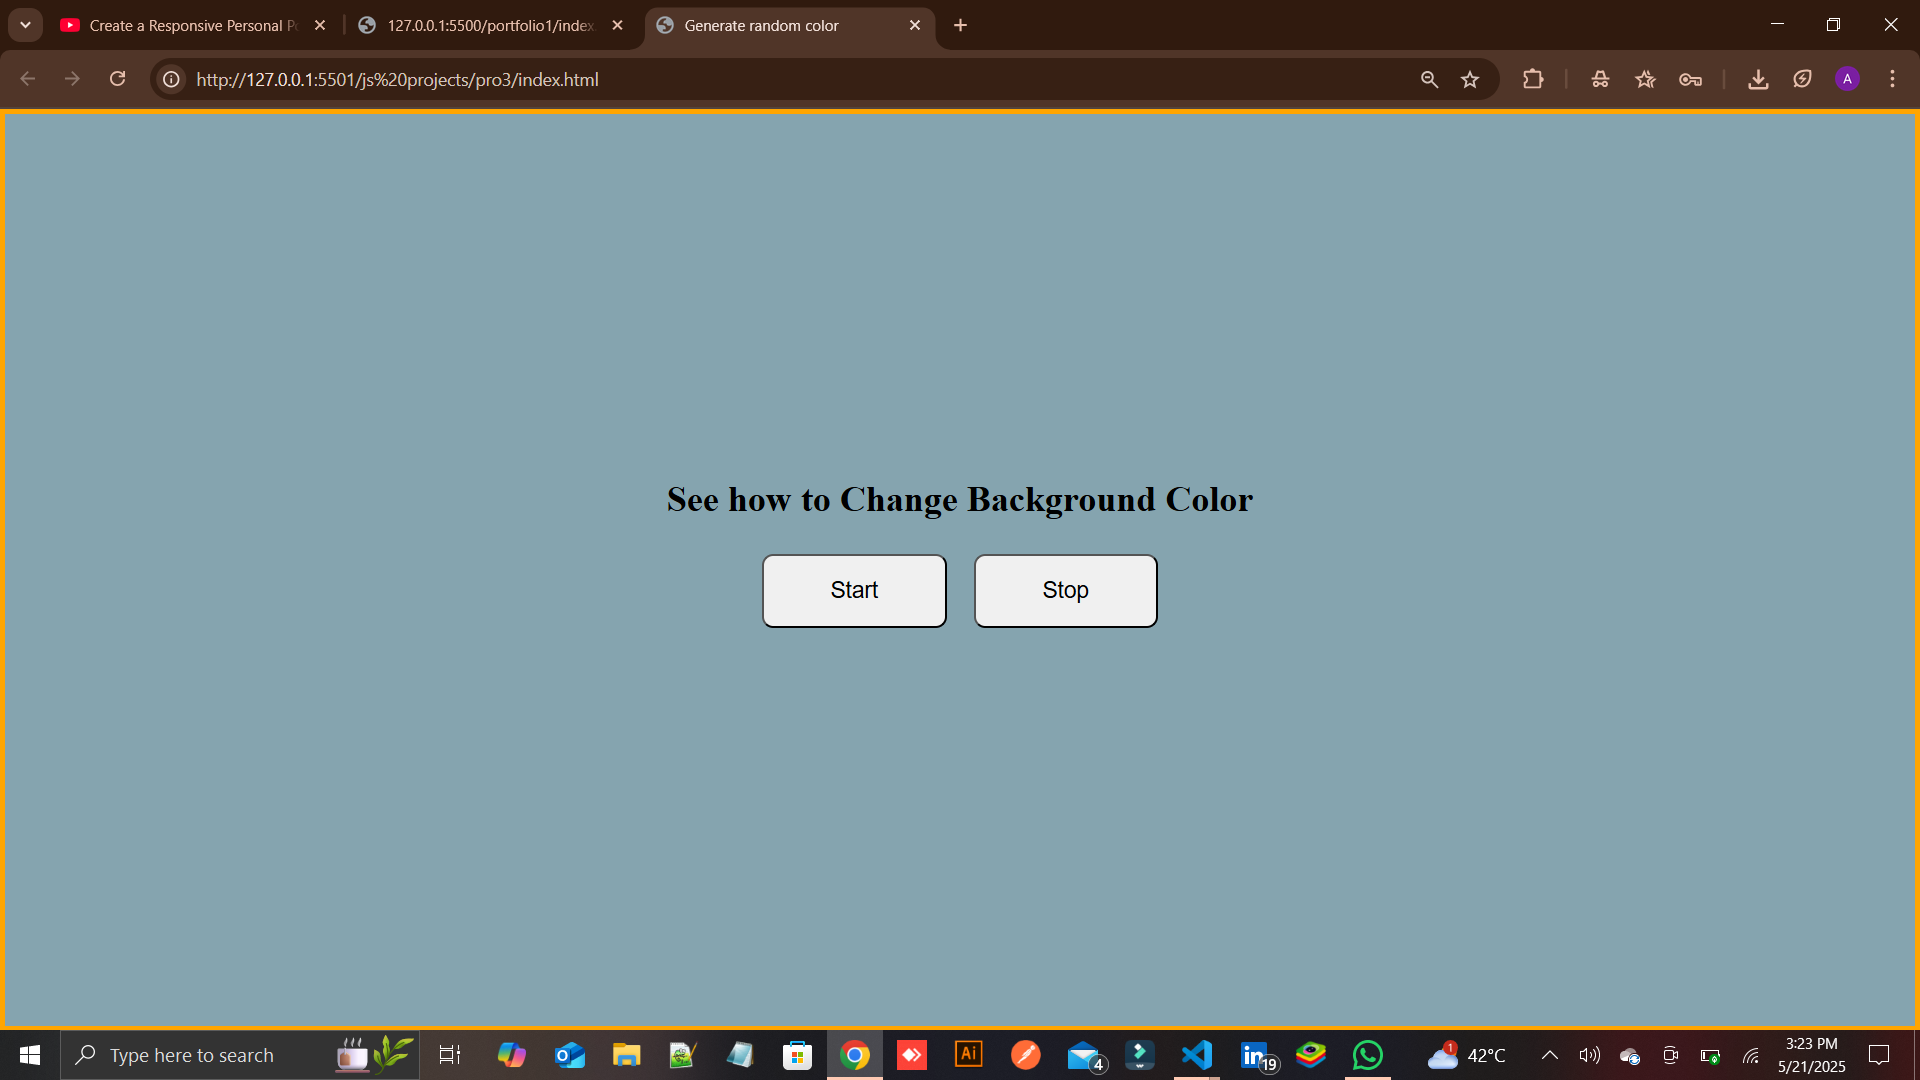 Create a Responsive Personal P
127.0.0.1:5500/portfolio1/index.
Generate random color
http://127.0.0.1:5501/js%20projects/pro3/index.html
A
See how to Change Background Color
Start
Stop
Type here to search
Ai
4
in
19
1
42°C
3:23 PM
5/21/2025